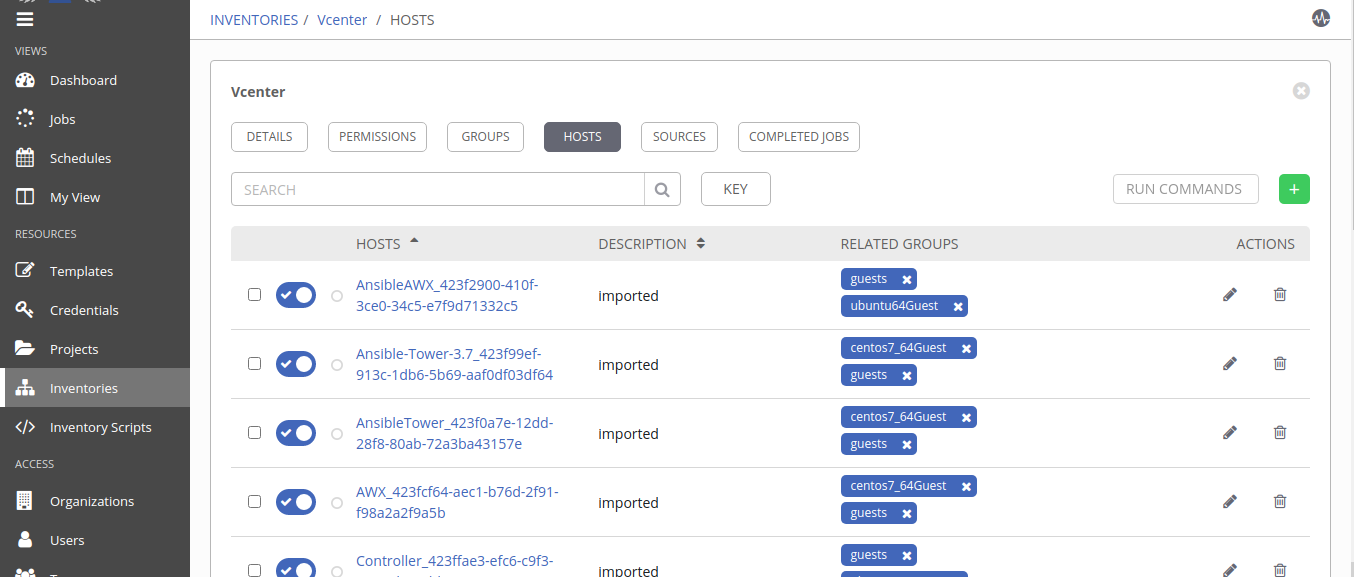 INVENTORIES / Vcenter / HOSTS
VIEWS
Dashboard
Jobs
Schedules
My View
RESOURCES
Templates
Credentials
Projects
Inventories
Inventory Scripts
ACCESS
Organizations
Users
Vcenter
DETAILS PERMISSIONS GROUPS HOSTS SOURCES COMPLETED JOBS
SEARCH KEY RUN COMMANDS +
HOSTS DESCRIPTION RELATED GROUPS ACTIONS
AnsibleAWX_423f2900-410f-
3ce0-34c5-e7f9d71332c5
imported
guests
ubuntu64Guest
Ansible-Tower-3.7_423f99ef-
913c-1db6-5b69-aaf0df03df64
imported
centos7_64Guest
guests
AnsibleTower_423f0a7e-12dd-
28f8-80ab-72a3ba43157e
imported
centos7_64Guest
guests
AWX_423fcf64-aec1-b76d-2f91-
f98a2a2f9a5b
imported
centos7_64Guest
guests
Controller_423ffae3-efc6-c9f3-
imported
guests